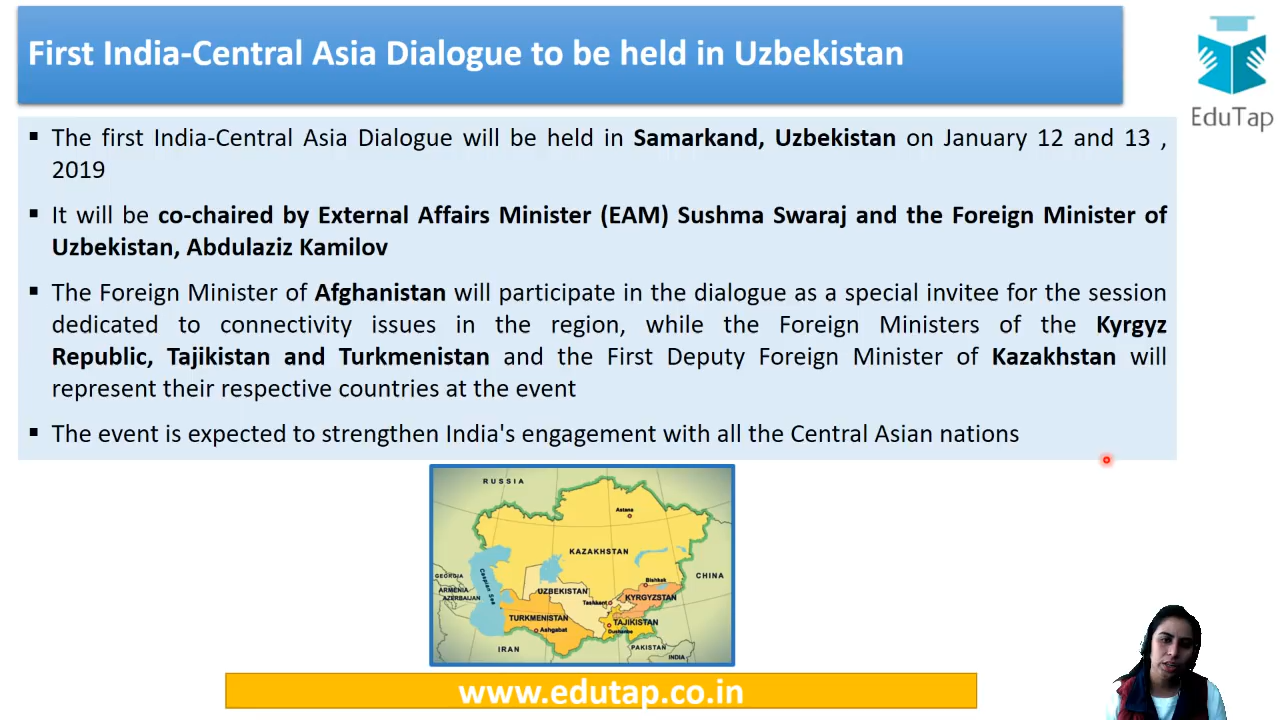 First India-Central Asia Dialogue to be held in Uzbekistan
EduTap
▪ The first India-Central Asia Dialogue will be held in Samarkand, Uzbekistan on January 12 and 13 ,
2019
▪ It will be co-chaired by External Affairs Minister (EAM) Sushma Swaraj and the Foreign Minister of
Uzbekistan, Abdulaziz Kamilov
▪ The Foreign Minister of Afghanistan will participate in the dialogue as a special invitee for the session
dedicated to connectivity issues in the region, while the Foreign Ministers of the Kyrgyz
Republic, Tajikistan and Turkmenistan and the First Deputy Foreign Minister of Kazakhstan will
represent their respective countries at the event
▪ The event is expected to strengthen India's engagement with all the Central Asian nations
RUSSIA
Astana
KAZAKHSTAN
CHINA
GEORGIA
ARMENIA
AZERBAIJAN
Caspian Sea
Bishkek
UZBEKISTAN
Tashkent
KYRGYZSTAN
TURKMENISTAN
TAJIKISTAN
Ashgabat
Dushanbe
IRAN
PAKISTAN
INDIA
www.edutap.co.in